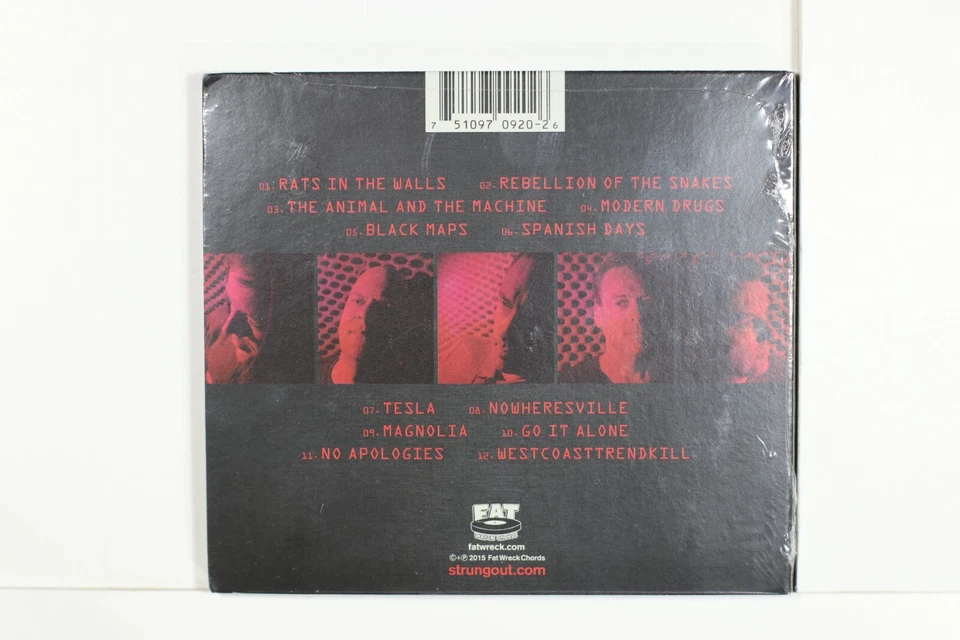 7 51097 0920-2 6
01. RATS IN THE WALLS 02. REBELLION OF THE SNAKES
03. THE ANIMAL AND THE MACHINE 04. MODERN DRUGS
05. BLACK MAPS 06. SPANISH DAYS
07. TESLA 08. NOWHERESVILLE
09. MAGNOLIA 10. GO IT ALONE
11. NO APOLOGIES 12. WESTCOASTTRENDKILL
FAT
WRECK CHORDS
fatwreck.com
©+℗ 2015 Fat Wreck Chords
strungout.com